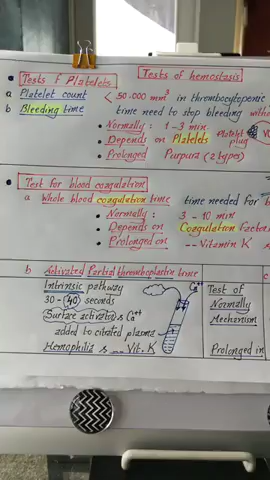 Tests of hemostasis
• Tests of Platelets
a Platelet count < 50.000 mm³ in thrombocytopenic
b Bleeding time time need to stop bleeding
• Normally: 1-3 min.
• Depends on Platelets Platelet plug
• Prolonged Purpura (2 types)
• Test for blood coagulation
a Whole blood coagulation time time needed for
• Normally: 3 - 10 min
• Depends on Coagulation factor
• Prolonged on -- Vitamin K
b Activated Partial thromboplastin time
Intrinsic pathway
30-40 seconds
Surface activator & Ca++
added to citrated plasma
Hemophilia & -- Vit. K
Ca++
Test of
Normally
Mechanism
Prolonged in